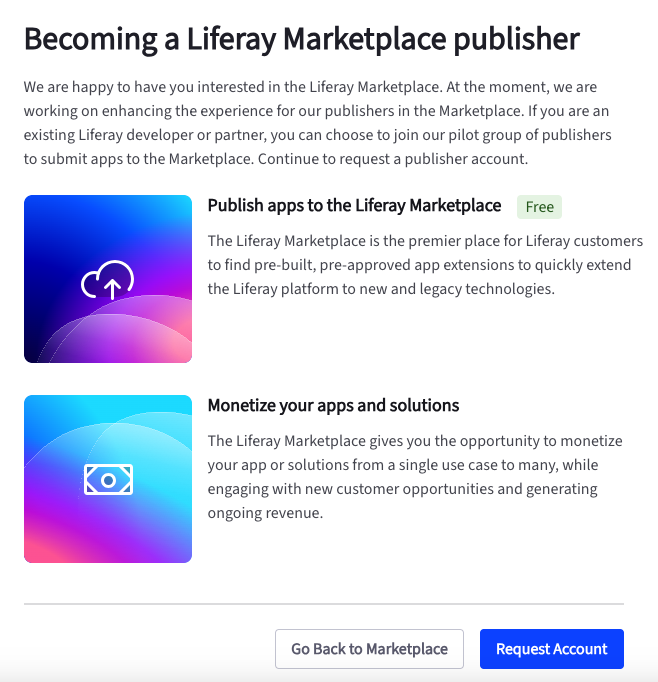 Becoming a Liferay Marketplace publisher
We are happy to have you interested in the Liferay Marketplace. At the moment, we are
working on enhancing the experience for our publishers in the Marketplace. If you are an
existing Liferay developer or partner, you can choose to join our pilot group of publishers
to submit apps to the Marketplace. Continue to request a publisher account.
Publish apps to the Liferay Marketplace Free
The Liferay Marketplace is the premier place for Liferay customers
to find pre-built, pre-approved app extensions to quickly extend
the Liferay platform to new and legacy technologies.
Monetize your apps and solutions
The Liferay Marketplace gives you the opportunity to monetize
your app or solutions from a single use case to many, while
engaging with new customer opportunities and generating
ongoing revenue.
Go Back to Marketplace Request Account